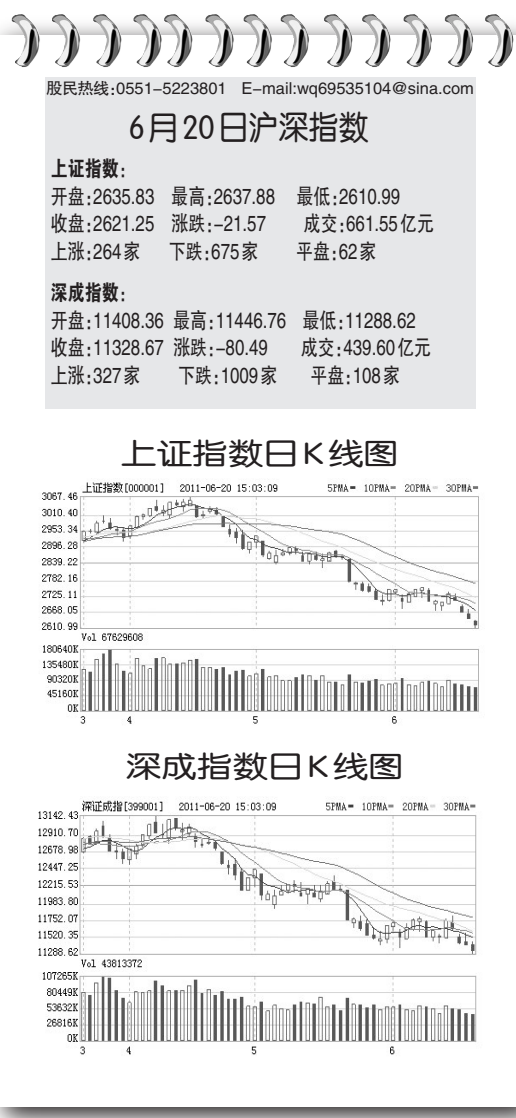 股民热线:0551-5223801 E-mail:wq69535104@sina.com
6月20日沪深指数
上证指数:
开盘:2635.83 最高:2637.88 最低:2610.99
收盘:2621.25 涨跌:-21.57 成交:661.55亿元
上涨:264家 下跌:675家 平盘:62家
深成指数:
开盘:11408.36 最高:11446.76 最低:11288.62
收盘:11328.67 涨跌:-80.49 成交:439.60亿元
上涨:327家 下跌:1009家 平盘:108家
上证指数日K线图
上证指数[000001] 2011-06-20 15:03:09 5PMA= 10PMA= 20PMA= 30PMA=
3067.46
3010.40
2953.34
2896.28
2839.22
2782.16
2725.11
2668.05
2610.99
Vol 67629608
180640K
135480K
90320K
45160K
0K
3 4 5 6
深成指数日K线图
深证成指[399001] 2011-06-20 15:03:09 5PMA= 10PMA= 20PMA= 30PMA=
13142.43
12910.70
12678.98
12447.25
12215.53
11983.80
11752.07
11520.35
11288.62
Vol 43813372
107265K
80449K
53632K
26816K
0K
3 4 5 6